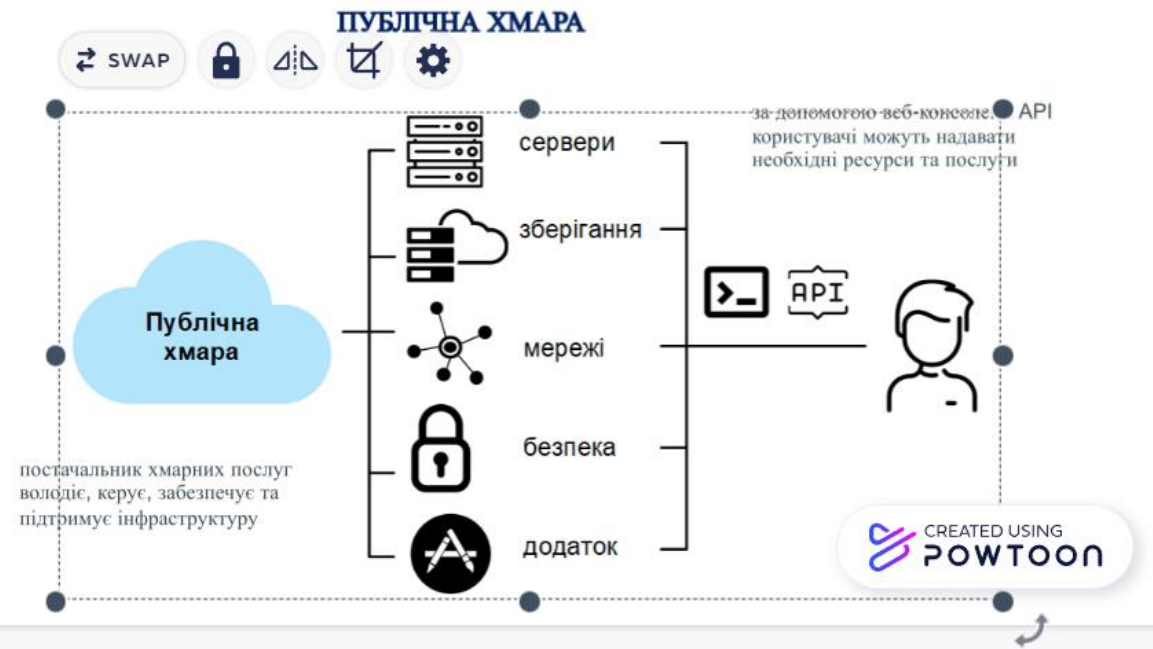 ПУБЛІЧНА ХМАРА
SWAP
за допомогою веб-консоле. API
користувачі можуть надавати
необхідні ресурси та послуги
сервери
зберігання
мережі
безпека
додаток
Публічна
хмара
>_
API
постачальник хмарних послуг
володіє, керує, забезпечує та
підтримує інфраструктуру
CREATED USING
POWTOON